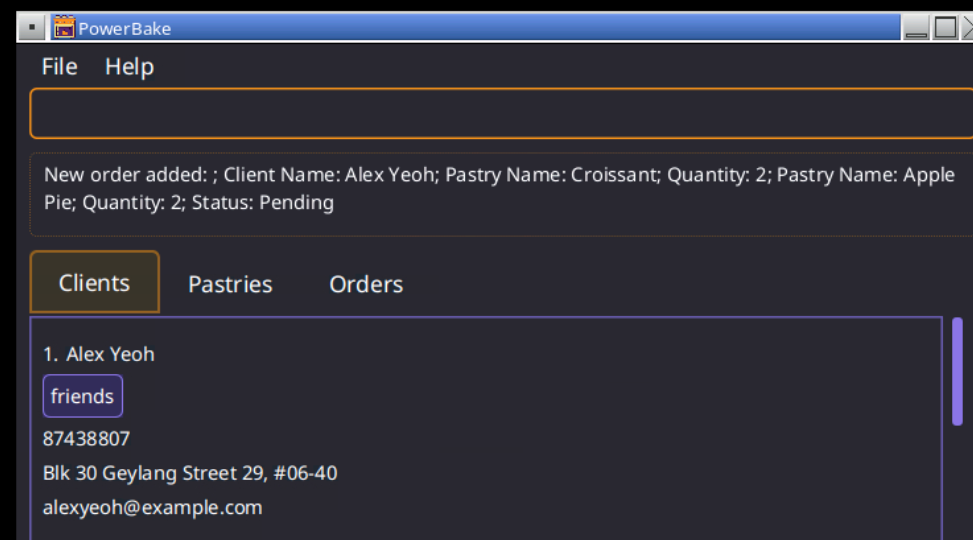 PowerBake
File Help
New order added: ; Client Name: Alex Yeoh; Pastry Name: Croissant; Quantity: 2; Pastry Name: Apple
Pie; Quantity: 2; Status: Pending
Clients Pastries Orders
1. Alex Yeoh
friends
87438807
Blk 30 Geylang Street 29, #06-40
alexyeoh@example.com